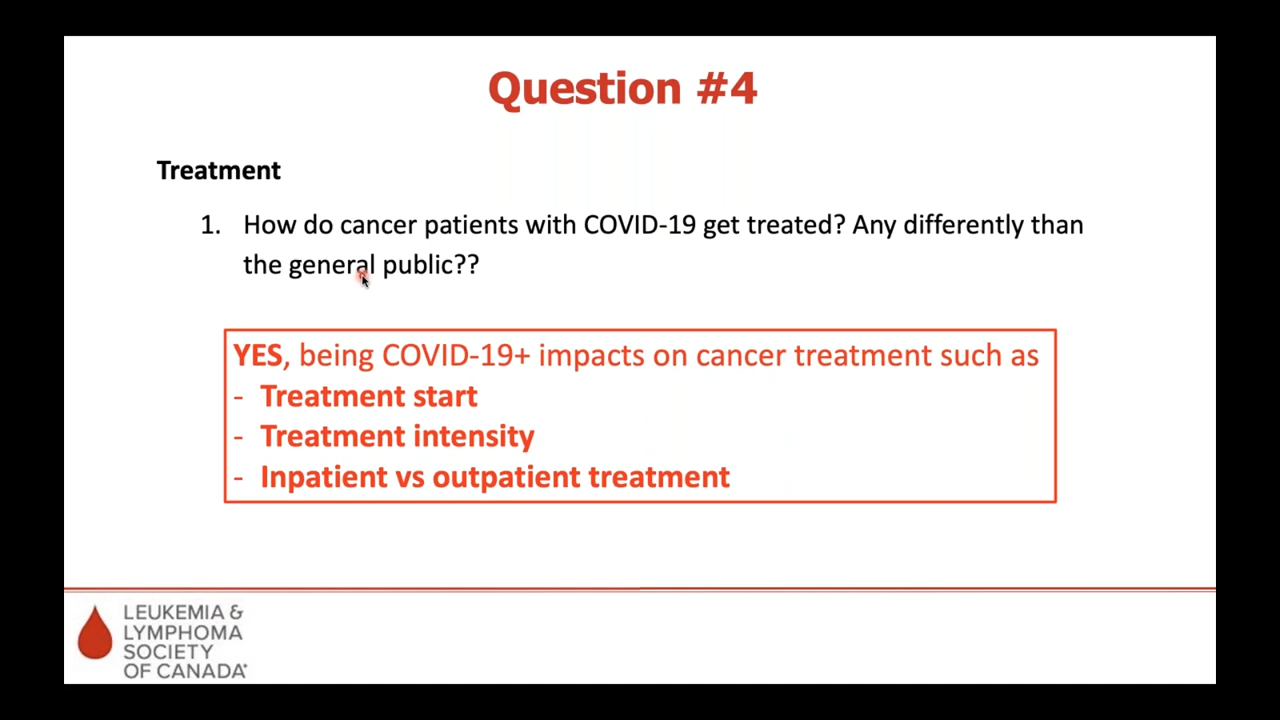 Question #4
Treatment
1. How do cancer patients with COVID-19 get treated? Any differently than
the general public??
YES, being COVID-19+ impacts on cancer treatment such as
- Treatment start
- Treatment intensity
- Inpatient vs outpatient treatment
LEUKEMIA &
LYMPHOMA
SOCIETY
OF CANADA